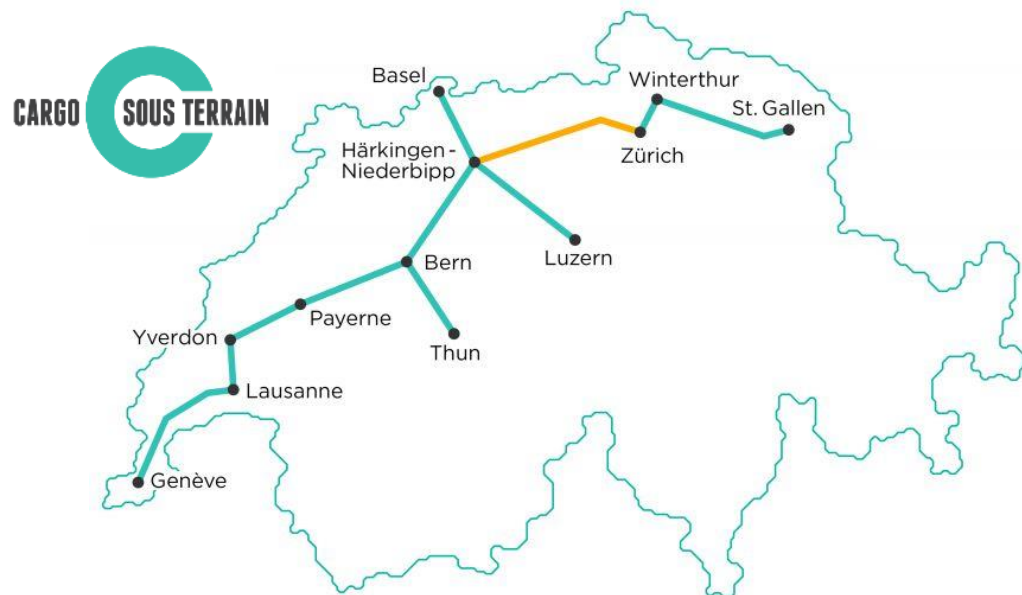 CARGO SOUS TERRAIN
Basel
Winterthur
St. Gallen
Härkingen-
Niederbipp
Zürich
Luzern
Bern
Payerne
Thun
Yverdon
Lausanne
Genève